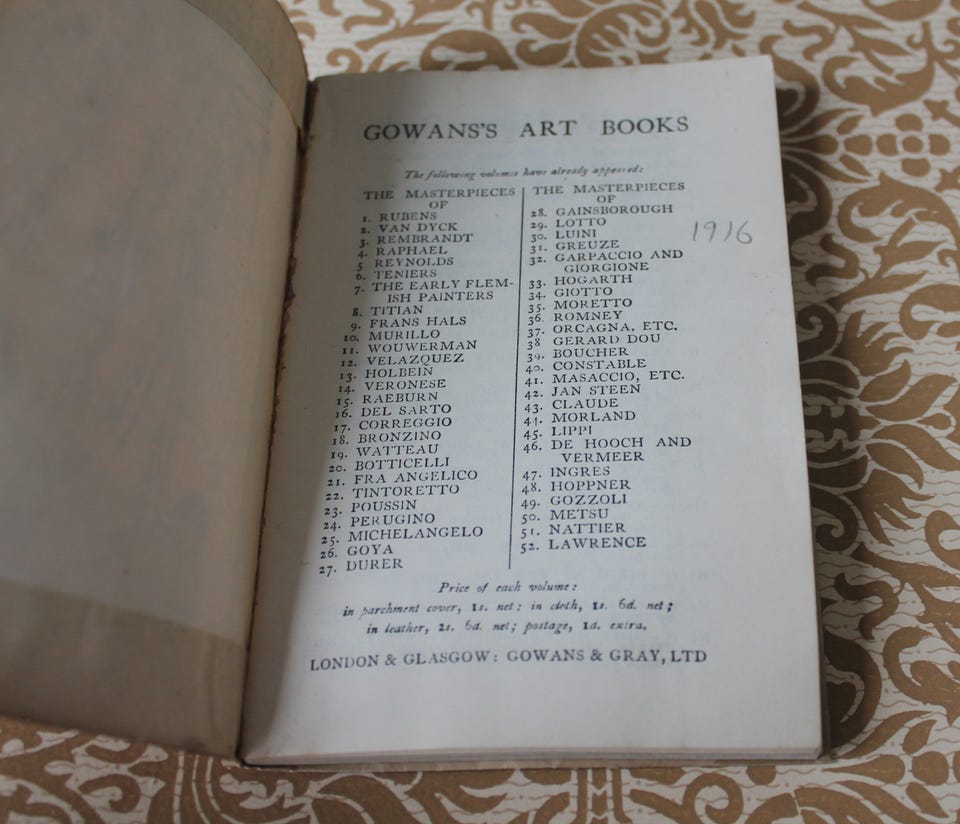 GOWANS'S ART BOOKS
The following volumes have already appeared:
THE MASTERPIECES
OF
1. RUBENS
2. VAN DYCK
3. REMBRANDT
4. RAPHAEL
5 REYNOLDS
6. TENIERS
7. THE EARLY FLEM-
ISH PAINTERS
8. TITIAN
9. FRANS HALS
10. MURILLO
11. WOUWERMAN
12. VELAZQUEZ
13. HOLBEIN
14. VERONESE
15. RAEBURN
16. DEL SARTO
17. CORREGGIO
18. BRONZINO
19. WATTEAU
20. BOTTICELLI
21. FRA ANGELICO
22. TINTORETTO
23. POUSSIN
24. PERUGINO
25. MICHELANGELO
26. GOYA
27. DURER
THE MASTERPIECES
OF
28. GAINSBOROUGH
29. LOTTO
30. LUINI
31. GREUZE
32. GARPACCIO AND
GIORGIONE
33. HOGARTH
34. GIOTTO
35. MORETTO
36. ROMNEY
37. ORCAGNA, ETC.
38 GERARD DOU
39. BOUCHER
40. CONSTABLE
41. MASACCIO, ETC.
42. JAN STEEN
43. CLAUDE
44. MORLAND
45. LIPPI
46. DE HOOCH AND
VERMEER
47. INGRES
48. HOPPNER
49. GOZZOLI
50. METSU
51. NATTIER
52. LAWRENCE
1916
Price of each volume:
in parchment cover, 1s. net; in cloth, 1s. 6d. net;
in leather, 2s. 6d. net; postage, 1d. extra.
LONDON & GLASGOW: GOWANS & GRAY, LTD